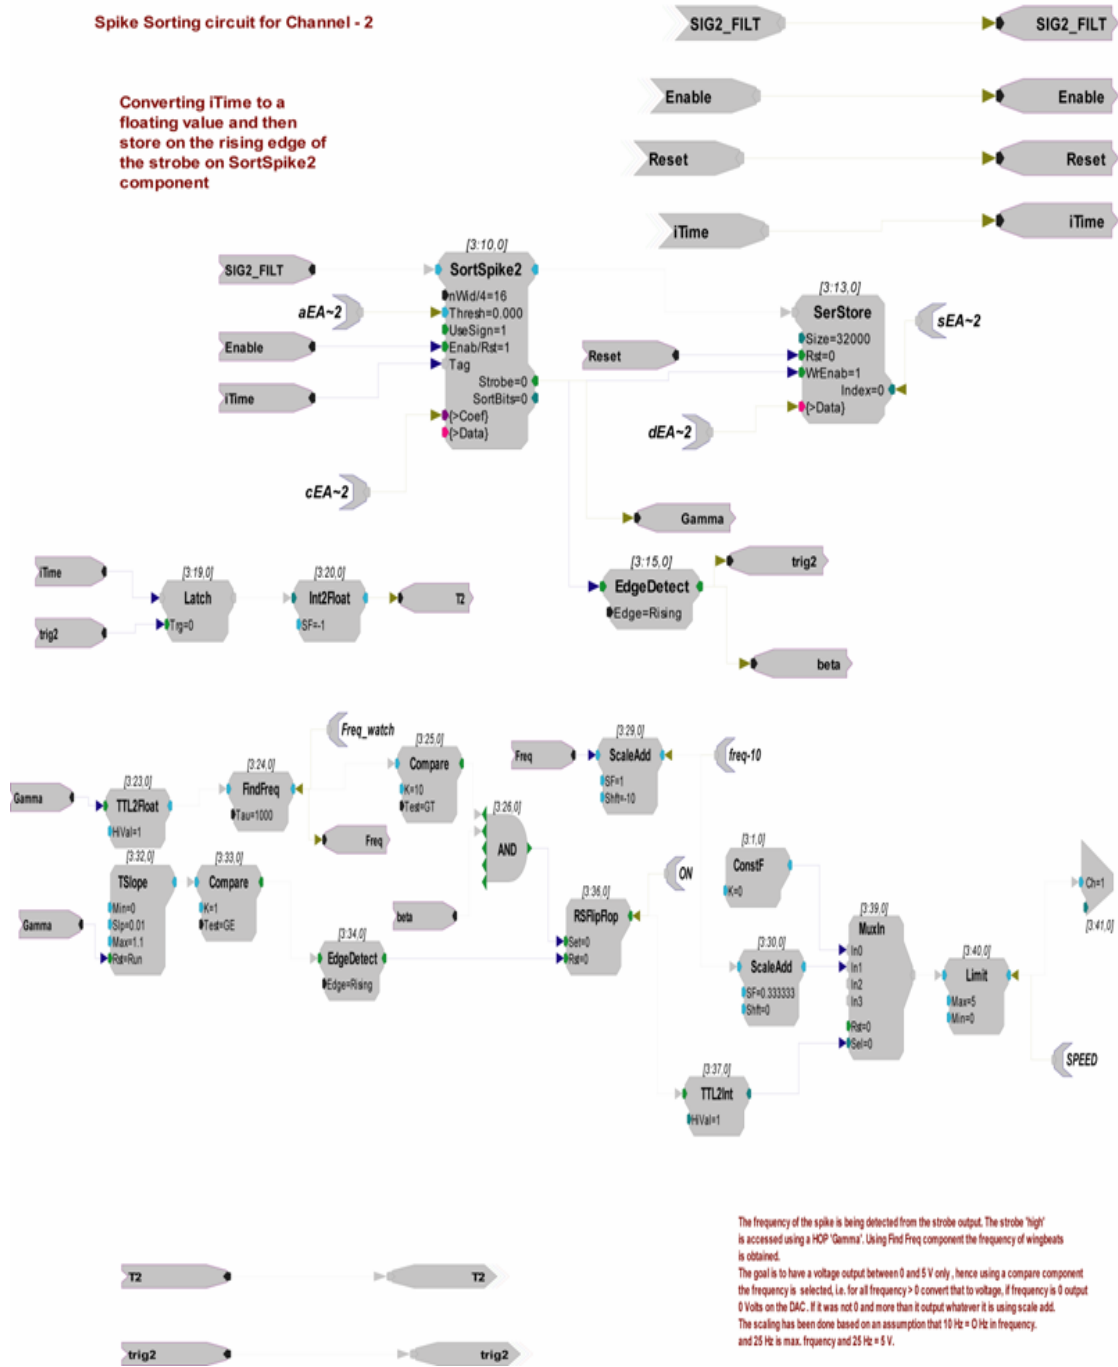 Spike Sorting circuit for Channel - 2
SIG2_FILT
SIG2_FILT
Converting iTime to a
floating value and then
store on the rising edge of
the strobe on SortSpike2
component
Enable
Enable
Reset
Reset
iTime
iTime
[3:10,0]
SortSpike2
nWid/4=16
Thresh=0.000
UseSign=1
Enab/Rst=1
Tag
Strobe=0
SortBits=0
{>Coef}
{>Data}
SIG2_FILT
aEA~2
Enable
iTime
cEA~2
[3:13,0]
SerStore
Size=32000
Rst=0
WrEnab=1
Index=0
{>Data}
sEA~2
Reset
dEA~2
Gamma
[3:15,0]
EdgeDetect
Edge=Rising
trig2
beta
iTime
trig2
[3:19,0]
Latch
Trg=0
[3:20,0]
Int2Float
SF=-1
T2
Gamma
[3:23,0]
TTL2Float
HiVal=1
[3:24,0]
FindFreq
Tau=1000
Freq_watch
Freq
[3:25,0]
Compare
K=10
Test=GT
[3:26,0]
AND
Freq
[3:29,0]
ScaleAdd
SF=1
Shft=-10
freq-10
Gamma
[3:32,0]
TSlope
Min=0
Slp=0.01
Max=1.1
Rst=Run
[3:33,0]
Compare
K=1
Test=GE
[3:34,0]
EdgeDetect
Edge=Rising
beta
[3:36,0]
RSFlipFlop
Set=0
Rst=0
ON
[3:1,0]
ConstF
K=0
[3:30,0]
ScaleAdd
SF=0.333333
Shft=0
[3:37,0]
TTL2Int
HiVal=1
[3:39,0]
MuxIn
In0
In1
In2
In3
Rst=0
Sel=0
[3:40,0]
Limit
Max=5
Min=0
Ch=1
[3:41,0]
SPEED
The frequency of the spike is being detected from the strobe output. The strobe 'high'
is accessed using a HOP 'Gamma'. Using Find Freq component the frequency of wingbeats
is obtained.
The goal is to have a voltage output between 0 and 5 V only , hence using a compare component
the frequency is selected, i.e. for all frequency > 0 convert that to voltage, if frequency is 0 output
0 Volts on the DAC. If it was not 0 and more than it output whatever it is using scale add.
The scaling has been done based on an assumption that 10 Hz = O Hz in frequency.
and 25 Hz is max. frquency and 25 Hz = 5 V.
T2
T2
trig2
trig2